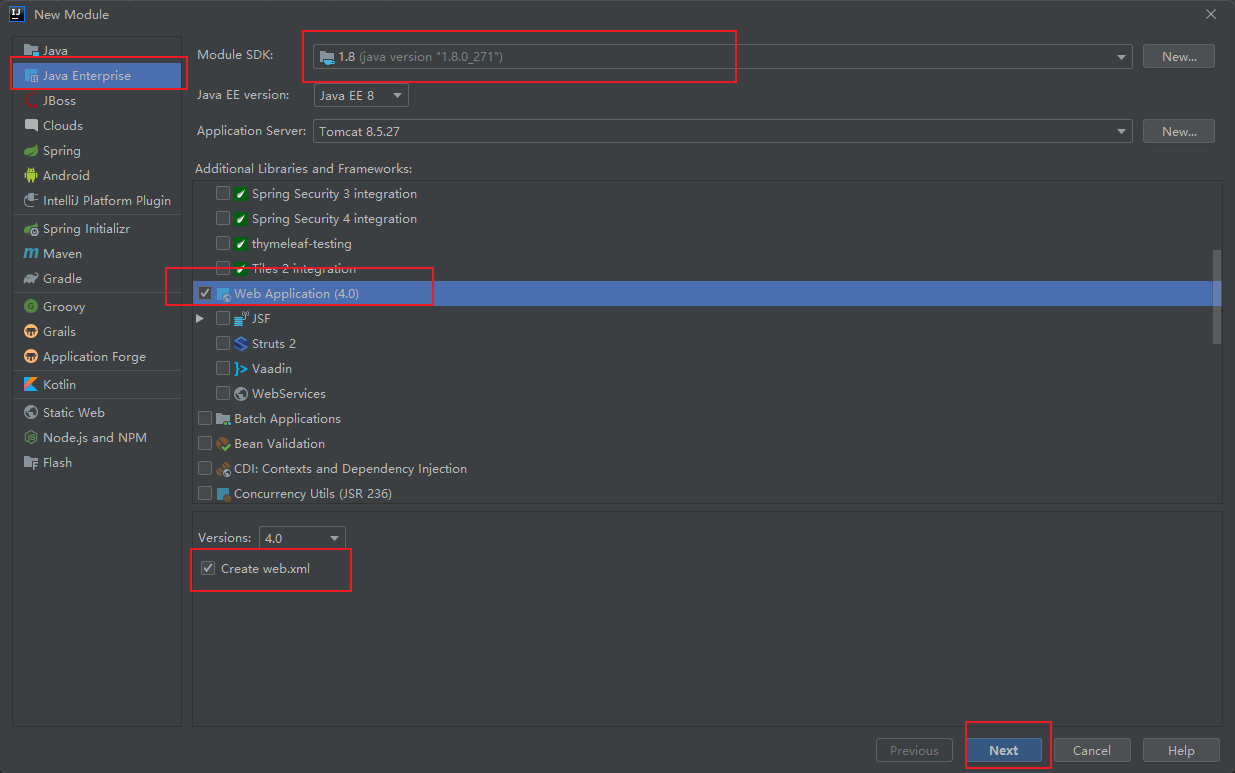 New Module
Java
Java Enterprise
JBoss
Clouds
Spring
Android
IntelliJ Platform Plugin
Spring Initializr
Maven
Gradle
Groovy
Grails
Application Forge
Kotlin
Static Web
Node.js and NPM
Flash
Module SDK: 1.8 (java version "1.8.0_271") New...
Java EE version: Java EE 8
Application Server: Tomcat 8.5.27 New...
Additional Libraries and Frameworks:
Spring Security 3 integration
Spring Security 4 integration
thymeleaf-testing
Tiles 2 integration
Web Application (4.0)
JSF
Struts 2
Vaadin
WebServices
Batch Applications
Bean Validation
CDI: Contexts and Dependency Injection
Concurrency Utils (JSR 236)
Versions: 4.0
Create web.xml
Previous Next Cancel Help